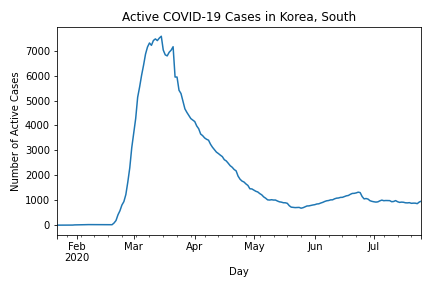 Active COVID-19 Cases in Korea, South
Number of Active Cases
7000
6000
5000
4000
3000
2000
1000
0
Feb
2020
Mar
Apr
May
Jun
Jul
Day